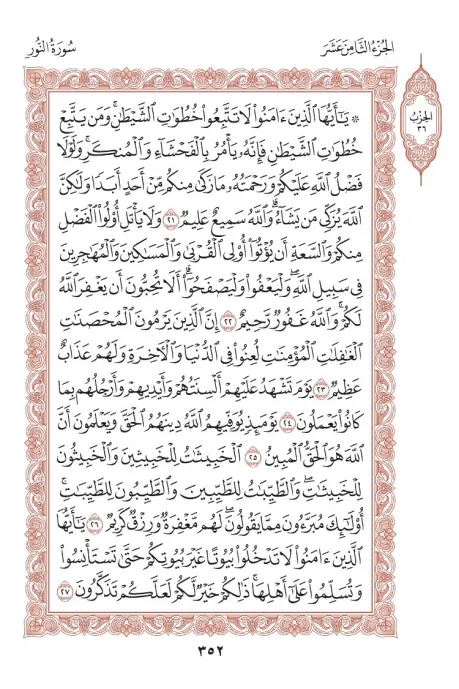 الجزء الثامن عشر
سورة النور
الحزب
٣٦
۞ يَـٰٓأَيُّهَا ٱلَّذِينَ ءَامَنُوا۟ لَا تَتَّبِعُوا۟ خُطُوَٰتِ ٱلشَّيْطَـٰنِ ۚ وَمَن يَتَّبِعْ
خُطُوَٰتِ ٱلشَّيْطَـٰنِ فَإِنَّهُۥ يَأْمُرُ بِٱلْفَحْشَآءِ وَٱلْمُنكَرِ ۚ وَلَوْلَا
فَضْلُ ٱللَّهِ عَلَيْكُمْ وَرَحْمَتُهُۥ مَا زَكَىٰ مِنكُم مِّنْ أَحَدٍ أَبَدًا وَلَـٰكِنَّ
ٱللَّهَ يُزَكِّى مَن يَشَآءُ ۗ وَٱللَّهُ سَمِيعٌ عَلِيمٌ ٢١ وَلَا يَأْتَلِ أُو۟لُوا۟ ٱلْفَضْلِ
مِنكُمْ وَٱلسَّعَةِ أَن يُؤْتُوٓا۟ أُو۟لِى ٱلْقُرْبَىٰ وَٱلْمَسَـٰكِينَ وَٱلْمُهَـٰجِرِينَ
فِى سَبِيلِ ٱللَّهِ ۖ وَلْيَعْفُوا۟ وَلْيَصْفَحُوٓا۟ ۗ أَلَا تُحِبُّونَ أَن يَغْفِرَ ٱللَّهُ
لَكُمْ ۗ وَٱللَّهُ غَفُورٌ رَّحِيمٌ ٢٢ إِنَّ ٱلَّذِينَ يَرْمُونَ ٱلْمُحْصَنَـٰتِ
ٱلْغَـٰفِلَـٰتِ ٱلْمُؤْمِنَـٰتِ لُعِنُوا۟ فِى ٱلدُّنْيَا وَٱلْـَٔاخِرَةِ وَلَهُمْ عَذَابٌ
عَظِيمٌ ٢٣ يَوْمَ تَشْهَدُ عَلَيْهِمْ أَلْسِنَتُهُمْ وَأَيْدِيهِمْ وَأَرْجُلُهُم بِمَا
كَانُوا۟ يَعْمَلُونَ ٢٤ يَوْمَئِذٍ يُوَفِّيهِمُ ٱللَّهُ دِينَهُمُ ٱلْحَقَّ وَيَعْلَمُونَ أَنَّ
ٱللَّهَ هُوَ ٱلْحَقُّ ٱلْمُبِينُ ٢٥ ٱلْخَبِيثَـٰتُ لِلْخَبِيثِينَ وَٱلْخَبِيثُونَ
لِلْخَبِيثَـٰتِ ۖ وَٱلطَّيِّبَـٰتُ لِلطَّيِّبِينَ وَٱلطَّيِّبُونَ لِلطَّيِّبَـٰتِ ۚ
أُو۟لَـٰٓئِكَ مُبَرَّءُونَ مِمَّا يَقُولُونَ ۖ لَهُم مَّغْفِرَةٌ وَرِزْقٌ كَرِيمٌ ٢٦ يَـٰٓأَيُّهَا
ٱلَّذِينَ ءَامَنُوا۟ لَا تَدْخُلُوا۟ بُيُوتًا غَيْرَ بُيُوتِكُمْ حَتَّىٰ تَسْتَأْنِسُوا۟
وَتُسَلِّمُوا۟ عَلَىٰٓ أَهْلِهَا ۚ ذَٰلِكُمْ خَيْرٌ لَّكُمْ لَعَلَّكُمْ تَذَكَّرُونَ ٢٧
٣٥٢